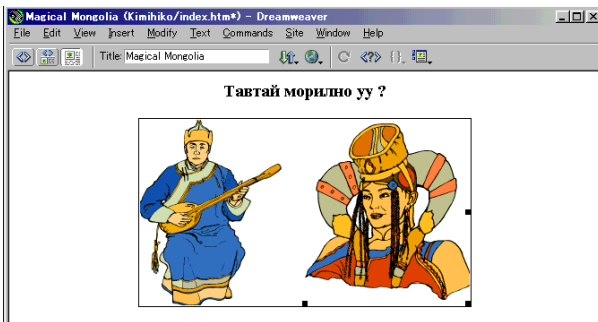 Magical Mongolia (Kimihiko/index.htm*) - Dreamweaver
File Edit View Insert Modify Text Commands Site Window Help
Title: Magical Mongolia
Тавтай морилно уу ?